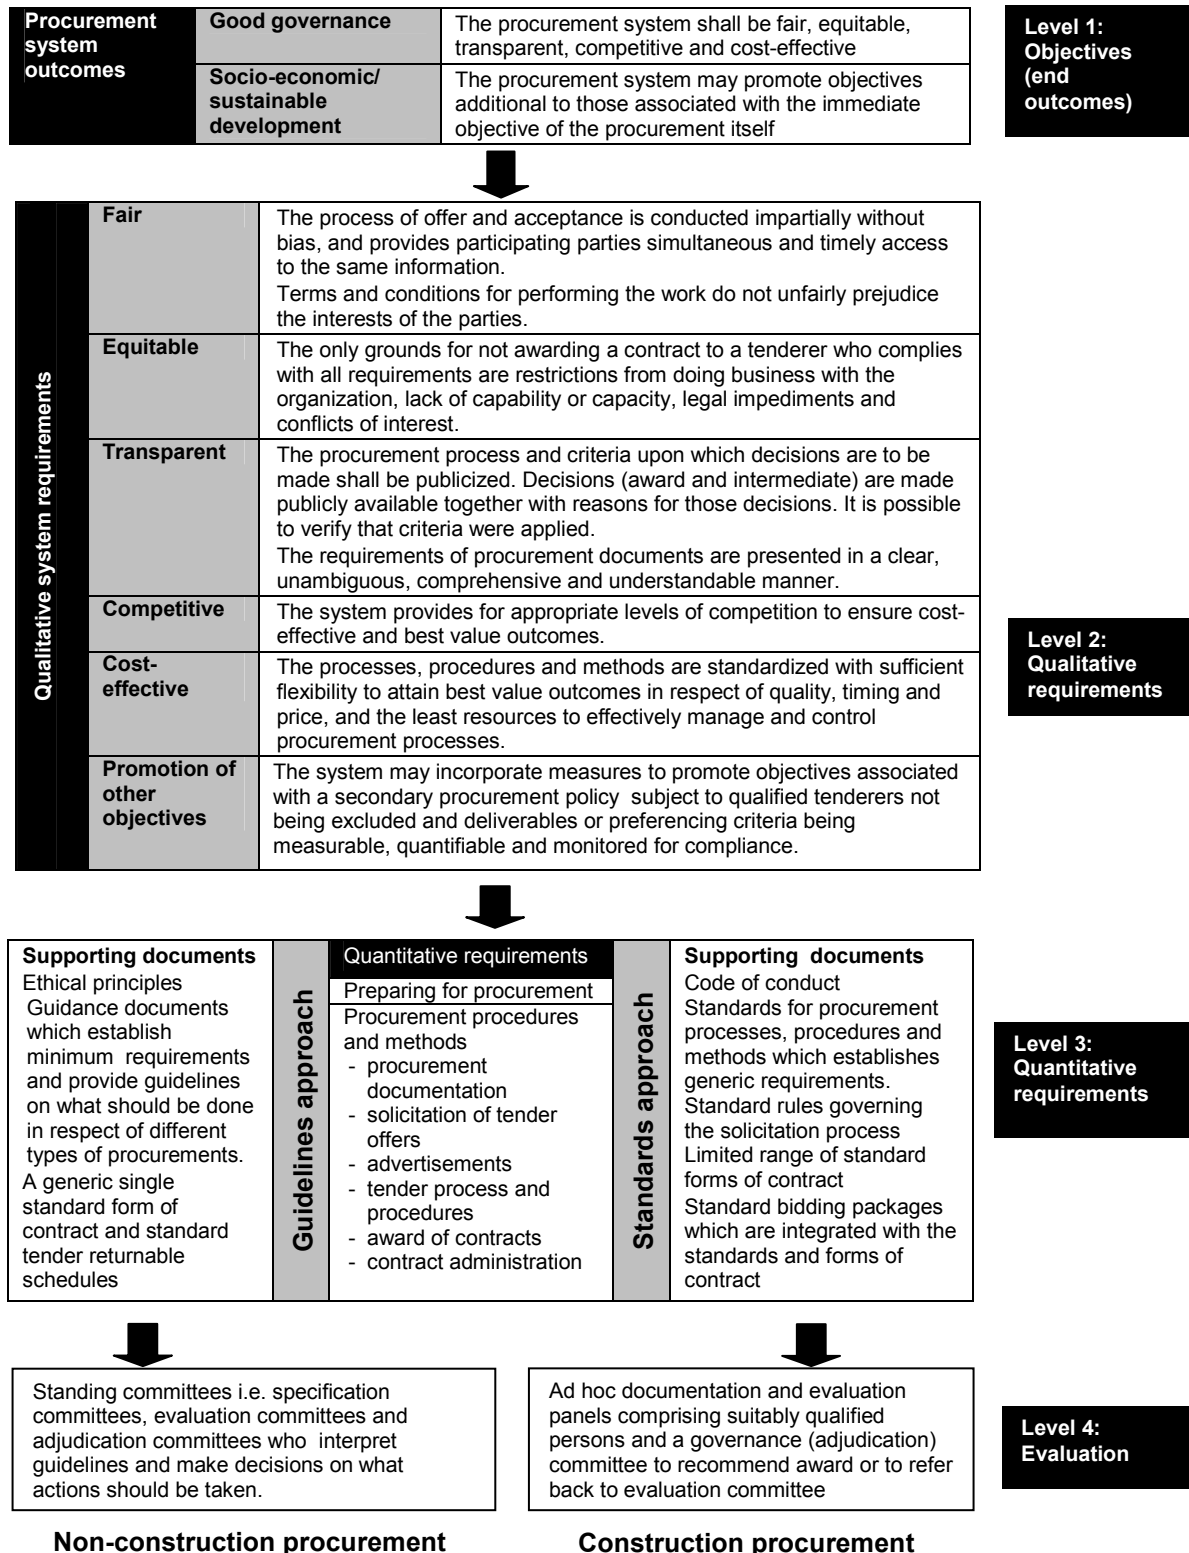 Procurement
system
outcomes
Good governance
The procurement system shall be fair, equitable,
transparent, competitive and cost-effective
Socio-economic/
sustainable
development
The procurement system may promote objectives
additional to those associated with the immediate
objective of the procurement itself
Level 1:
Objectives
(end
outcomes)
Qualitative system requirements
Fair
The process of offer and acceptance is conducted impartially without
bias, and provides participating parties simultaneous and timely access
to the same information.
Terms and conditions for performing the work do not unfairly prejudice
the interests of the parties.
Equitable
The only grounds for not awarding a contract to a tenderer who complies
with all requirements are restrictions from doing business with the
organization, lack of capability or capacity, legal impediments and
conflicts of interest.
Transparent
The procurement process and criteria upon which decisions are to be
made shall be publicized. Decisions (award and intermediate) are made
publicly available together with reasons for those decisions. It is possible
to verify that criteria were applied.
The requirements of procurement documents are presented in a clear,
unambiguous, comprehensive and understandable manner.
Competitive
The system provides for appropriate levels of competition to ensure cost-
effective and best value outcomes.
Cost-
effective
The processes, procedures and methods are standardized with sufficient
flexibility to attain best value outcomes in respect of quality, timing and
price, and the least resources to effectively manage and control
procurement processes.
Promotion of
other
objectives
The system may incorporate measures to promote objectives associated
with a secondary procurement policy subject to qualified tenderers not
being excluded and deliverables or preferencing criteria being
measurable, quantifiable and monitored for compliance.
Level 2:
Qualitative
requirements
Supporting documents
Ethical principles
Guidance documents
which establish
minimum requirements
and provide guidelines
on what should be done
in respect of different
types of procurements.
A generic single
standard form of
contract and standard
tender returnable
schedules
Guidelines approach
Quantitative requirements
Preparing for procurement
Procurement procedures
and methods
- procurement
documentation
- solicitation of tender
offers
- advertisements
- tender process and
procedures
- award of contracts
- contract administration
Standards approach
Supporting documents
Code of conduct
Standards for procurement
processes, procedures and
methods which establishes
generic requirements.
Standard rules governing
the solicitation process
Limited range of standard
forms of contract
Standard bidding packages
which are integrated with the
standards and forms of
contract
Level 3:
Quantitative
requirements
Standing committees i.e. specification
committees, evaluation committees and
adjudication committees who interpret
guidelines and make decisions on what
actions should be taken.
Ad hoc documentation and evaluation
panels comprising suitably qualified
persons and a governance (adjudication)
committee to recommend award or to refer
back to evaluation committee
Level 4:
Evaluation
Non-construction procurement
Construction procurement